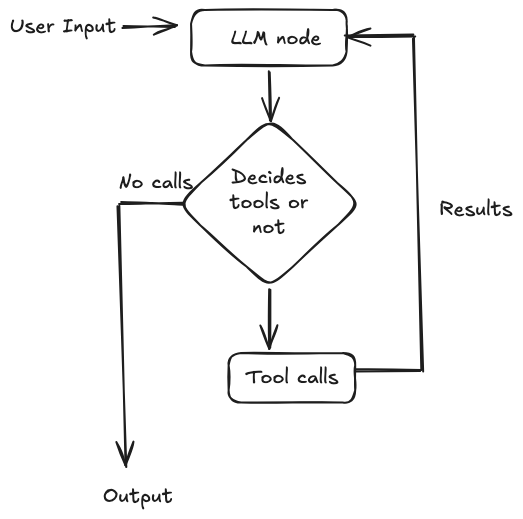 User Input
LLM node
No calls
Decides
tools or
not
Results
Tool calls
Output